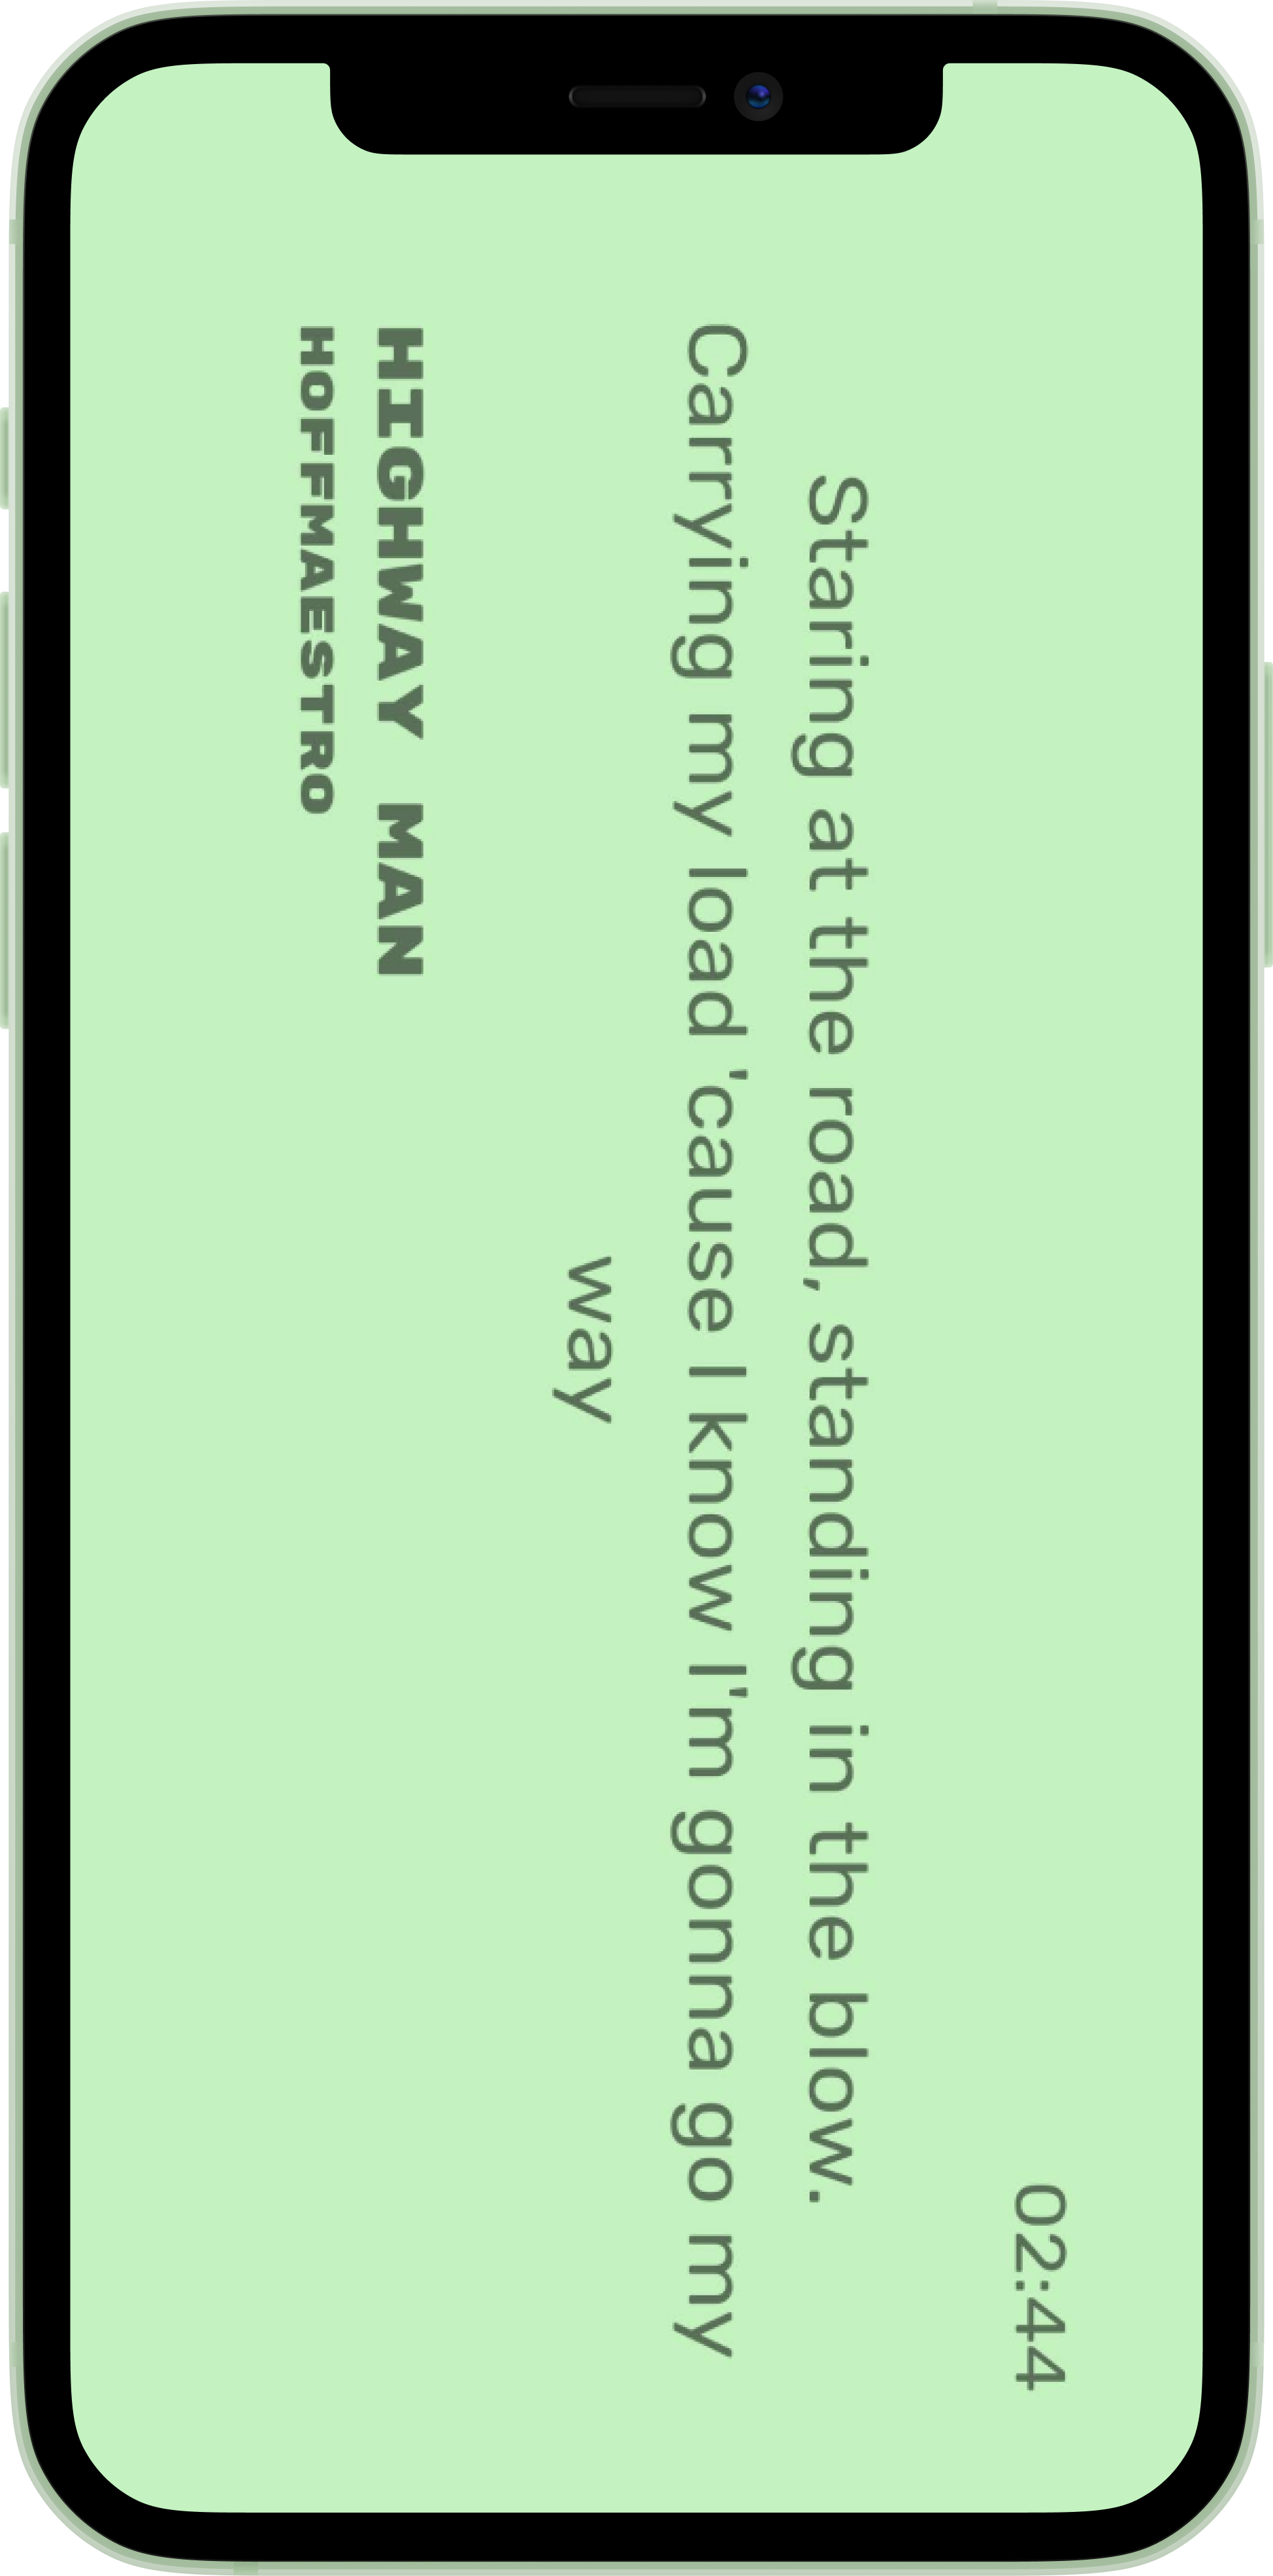 02:44
Staring at the road, standing in the blow.
Carrying my load 'cause I know I'm gonna go my
way
HIGHWAY MAN
HOFFMAESTRO